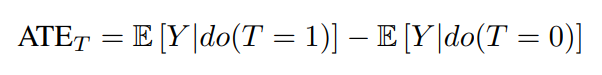 ATE_T = 𝔼 [Y|do(T = 1)] − 𝔼 [Y|do(T = 0)]